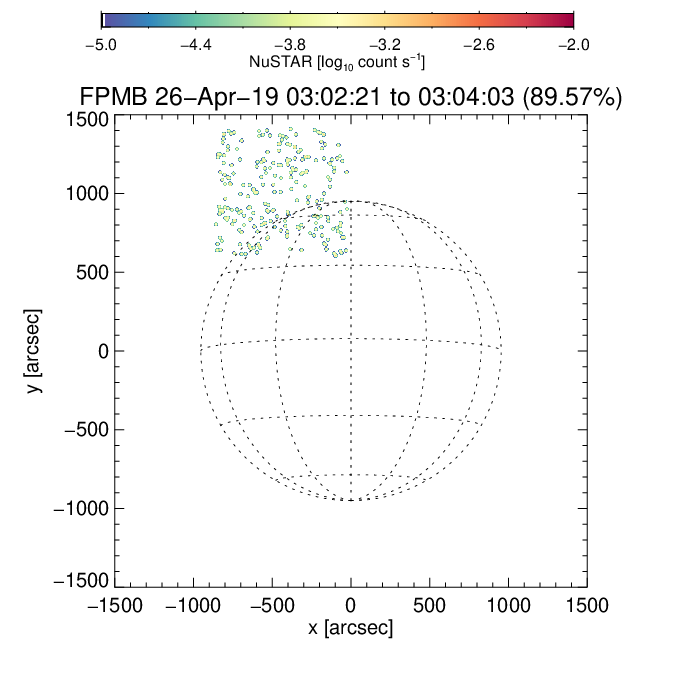 −5.0 −4.4 −3.8 −3.2 −2.6 −2.0
NuSTAR [log10 count s−1]
FPMB 26−Apr−19 03:02:21 to 03:04:03 (89.57%)
1500
1000
500
0
−500
−1000
−1500
y [arcsec]
−1500 −1000 −500 0 500 1000 1500
x [arcsec]